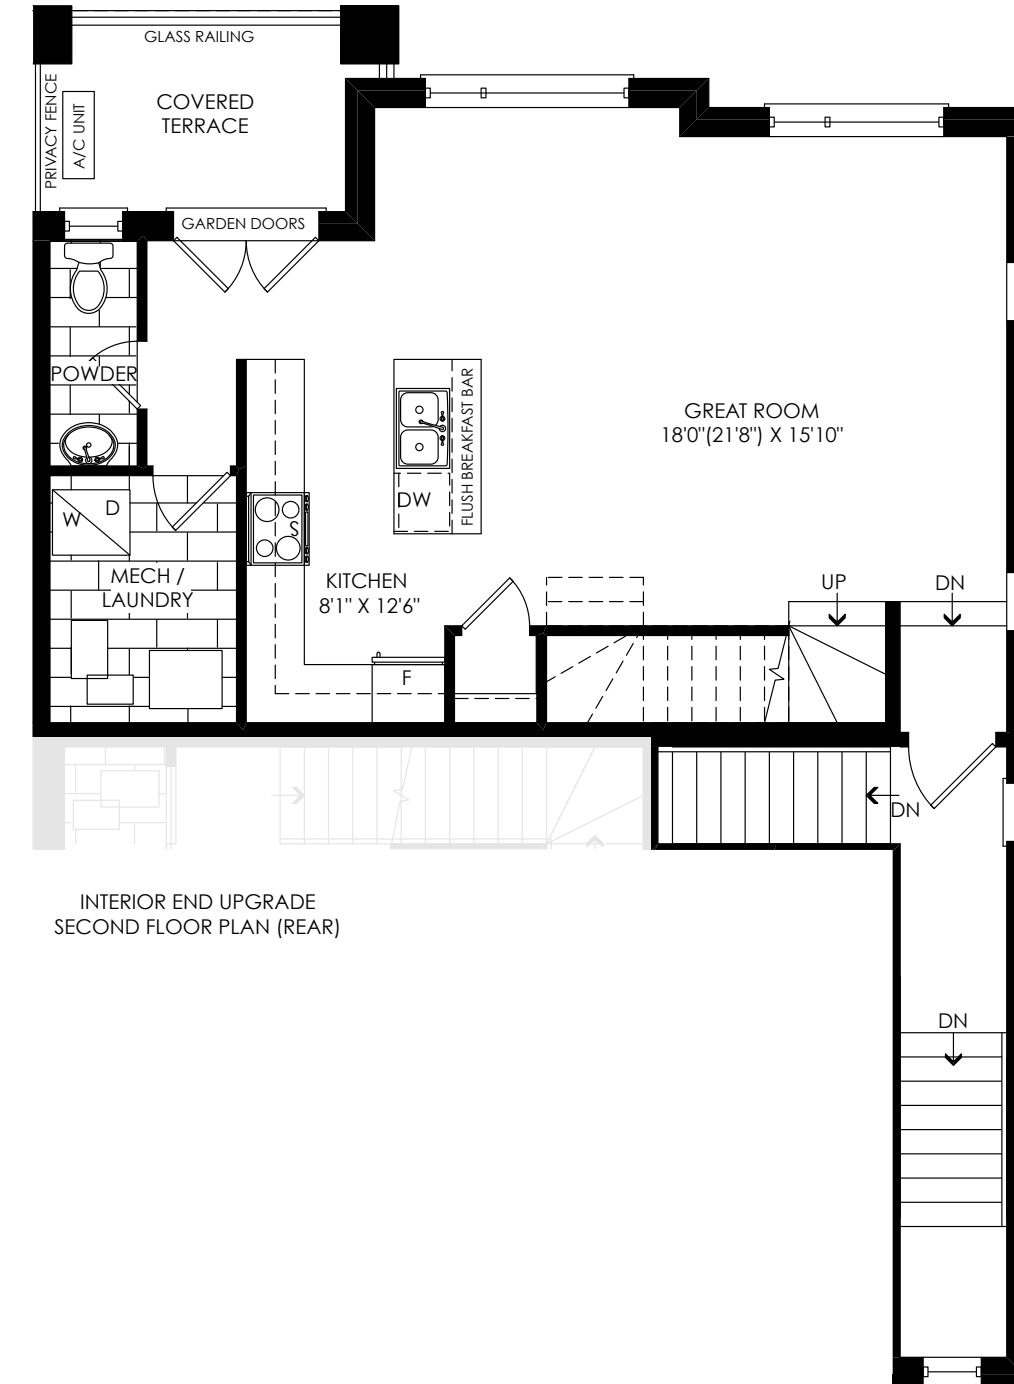 GLASS RAILING
PRIVACY FENCE
A/C UNIT
COVERED
TERRACE
GARDEN DOORS
POWDER
FLUSH BREAKFAST BAR
GREAT ROOM
18'0"(21'8") X 15'10"
DW
W
D
S
MECH /
LAUNDRY
KITCHEN
8'1" X 12'6"
UP
DN
F
DN
INTERIOR END UPGRADE
SECOND FLOOR PLAN (REAR)
DN